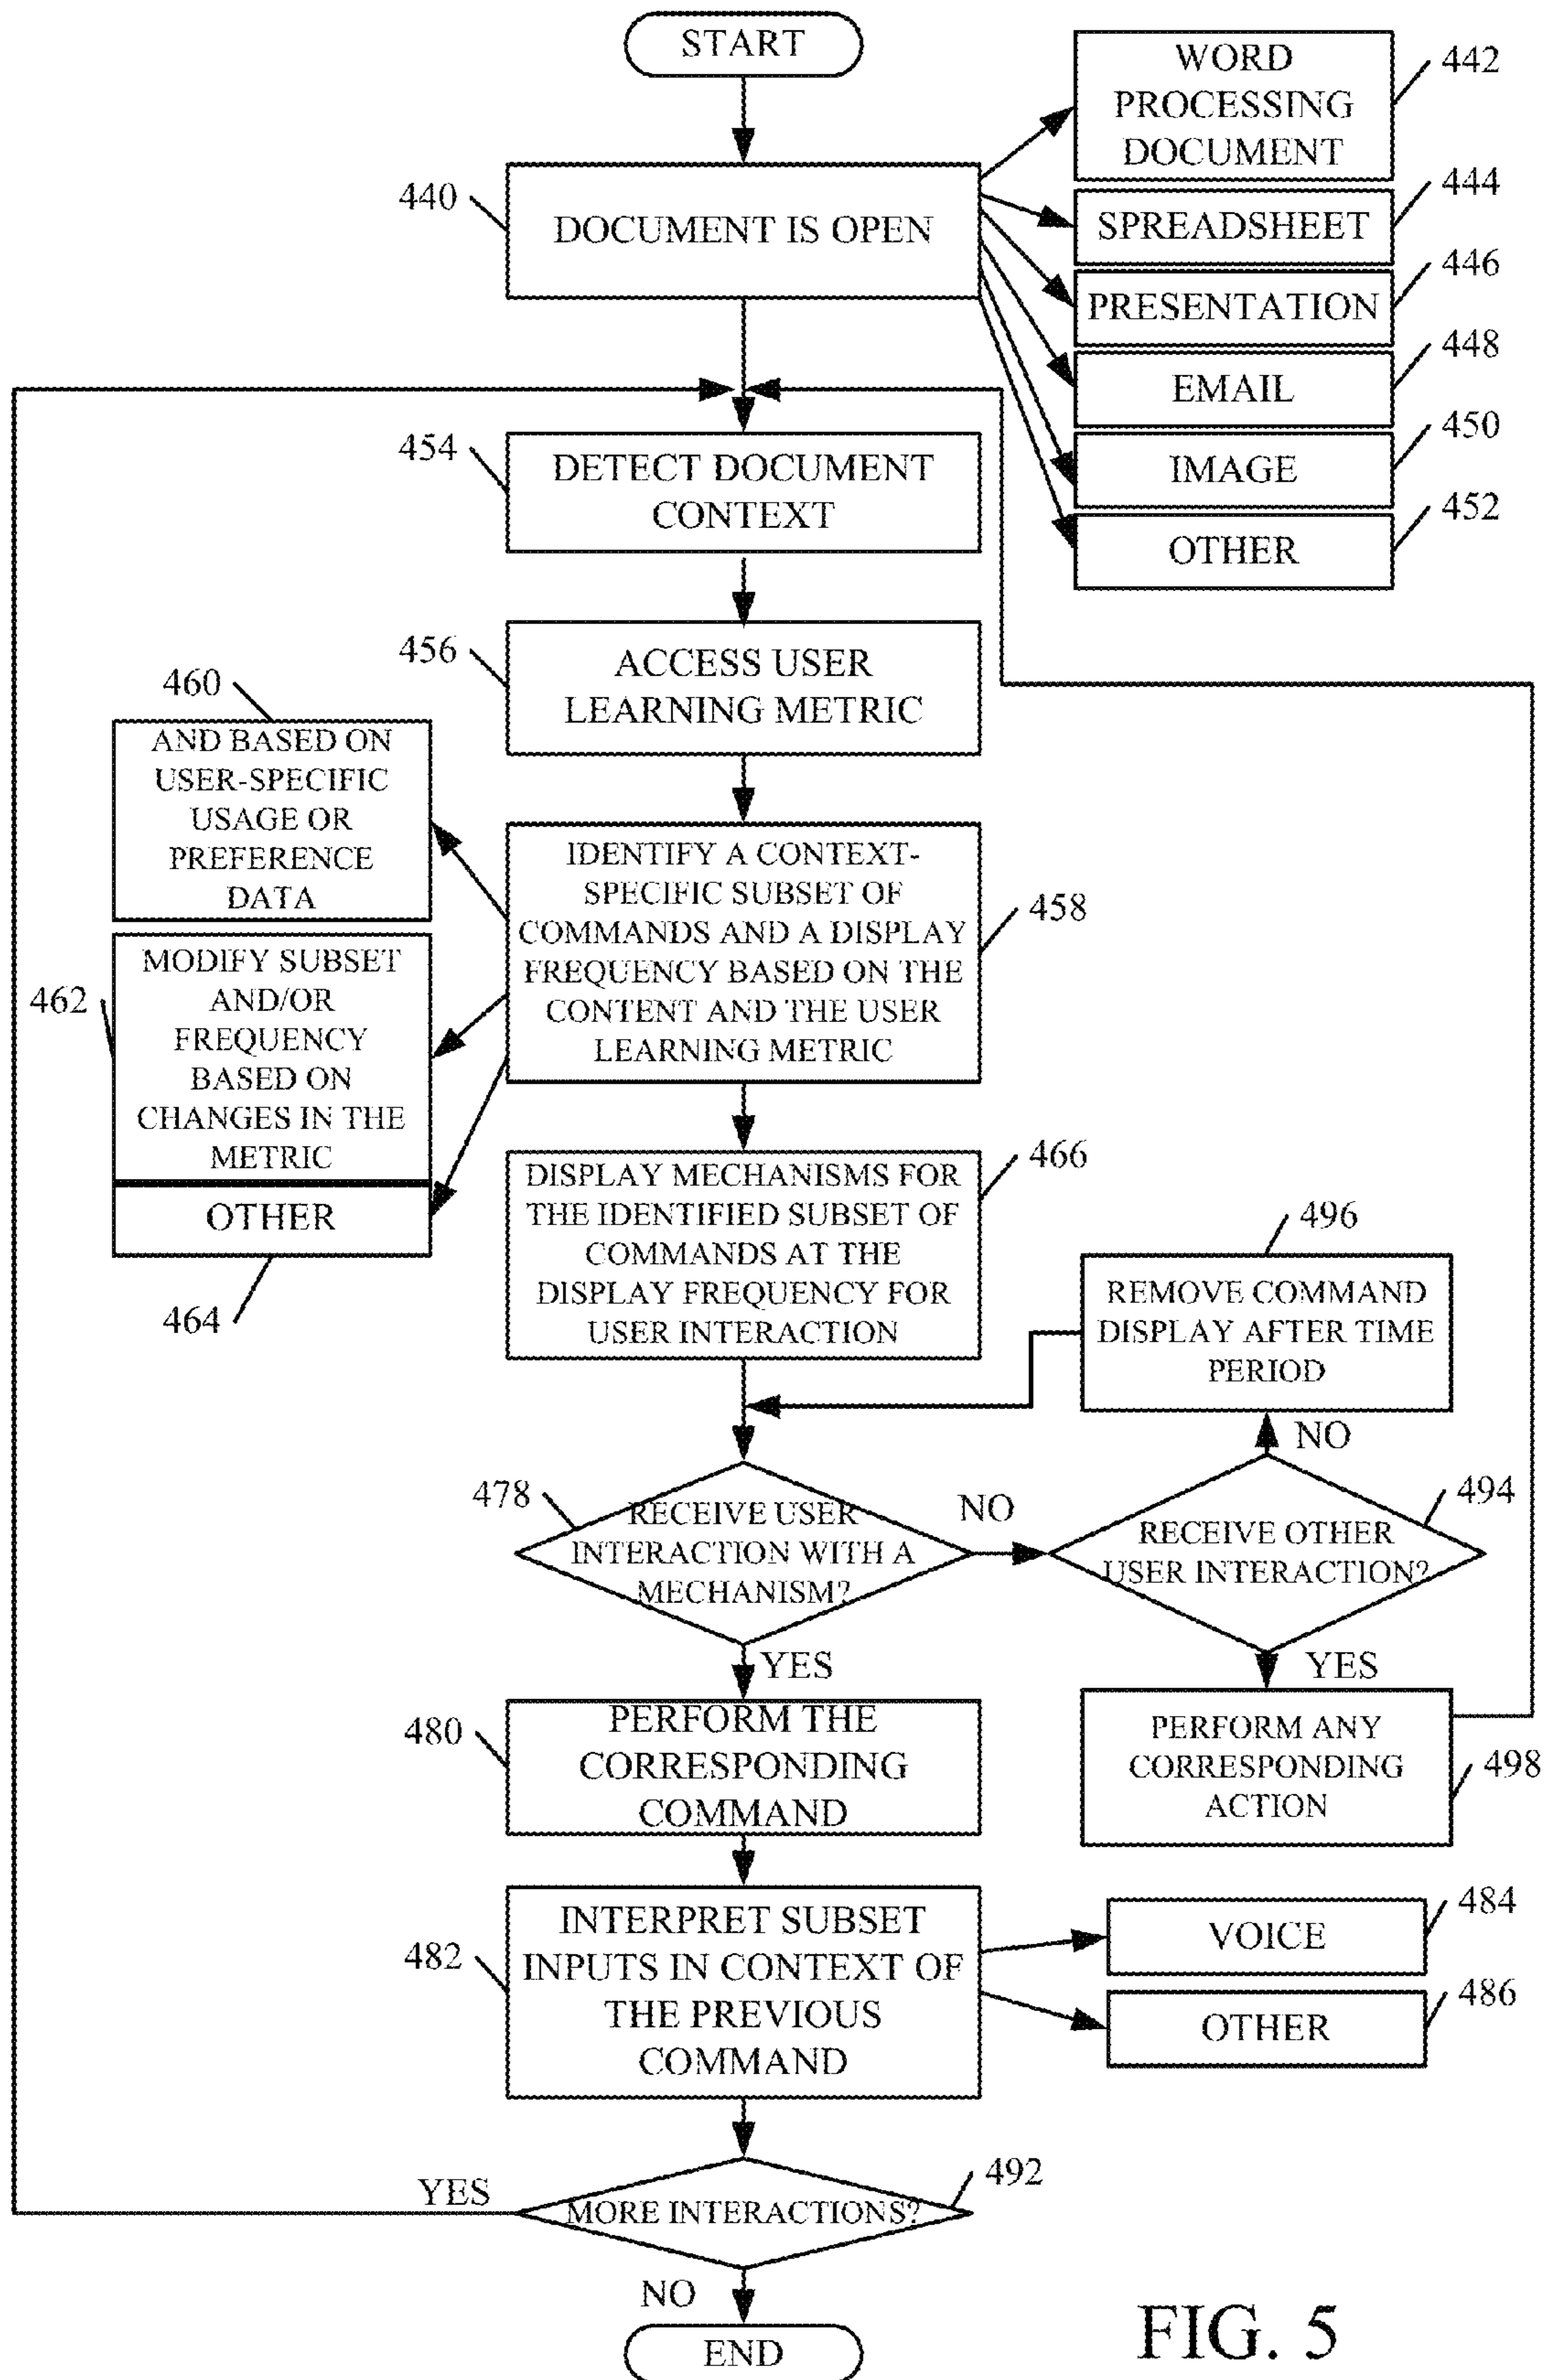 START
WORD
PROCESSING
DOCUMENT
442
440
DOCUMENT IS OPEN
444
SPREADSHEET
446
PRESENTATION
448
EMAIL
450
IMAGE
452
OTHER
454
DETECT DOCUMENT
CONTEXT
456
ACCESS USER
LEARNING METRIC
460
AND BASED ON
USER-SPECIFIC
USAGE OR
PREFERENCE
DATA
IDENTIFY A CONTEXT-
SPECIFIC SUBSET OF
COMMANDS AND A DISPLAY
FREQUENCY BASED ON THE
CONTENT AND THE USER
LEARNING METRIC
458
462
MODIFY SUBSET
AND/OR
FREQUENCY
BASED ON
CHANGES IN THE
METRIC
OTHER
464
DISPLAY MECHANISMS FOR
THE IDENTIFIED SUBSET OF
COMMANDS AT THE
DISPLAY FREQUENCY FOR
USER INTERACTION
466
496
REMOVE COMMAND
DISPLAY AFTER TIME
PERIOD
NO
478
RECEIVE USER
INTERACTION WITH A
MECHANISM?
NO
494
RECEIVE OTHER
USER INTERACTION?
YES
YES
480
PERFORM THE
CORRESPONDING
COMMAND
PERFORM ANY
CORRESPONDING
ACTION
498
482
INTERPRET SUBSET
INPUTS IN CONTEXT OF
THE PREVIOUS
COMMAND
484
VOICE
486
OTHER
492
YES
MORE INTERACTIONS?
NO
END
FIG. 5